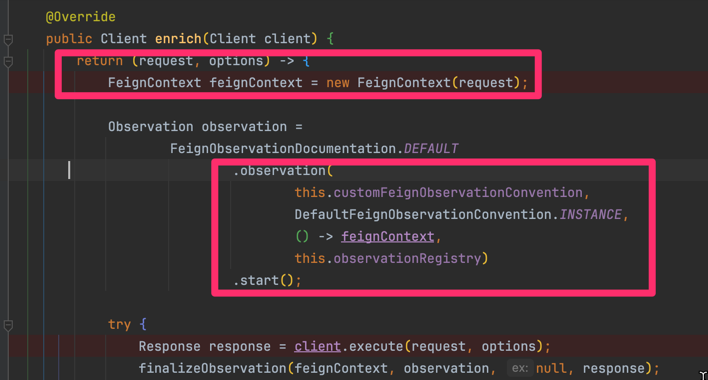 @Override
public Client enrich(Client client) {
return (request, options) -> {
FeignContext feignContext = new FeignContext(request);
Observation observation =
FeignObservationDocumentation.DEFAULT
.observation(
this.customFeignObservationConvention,
DefaultFeignObservationConvention.INSTANCE,
() -> feignContext,
this.observationRegistry)
.start();
try {
Response response = client.execute(request, options);
finalizeObservation(feignContext, observation, ex: null, response);